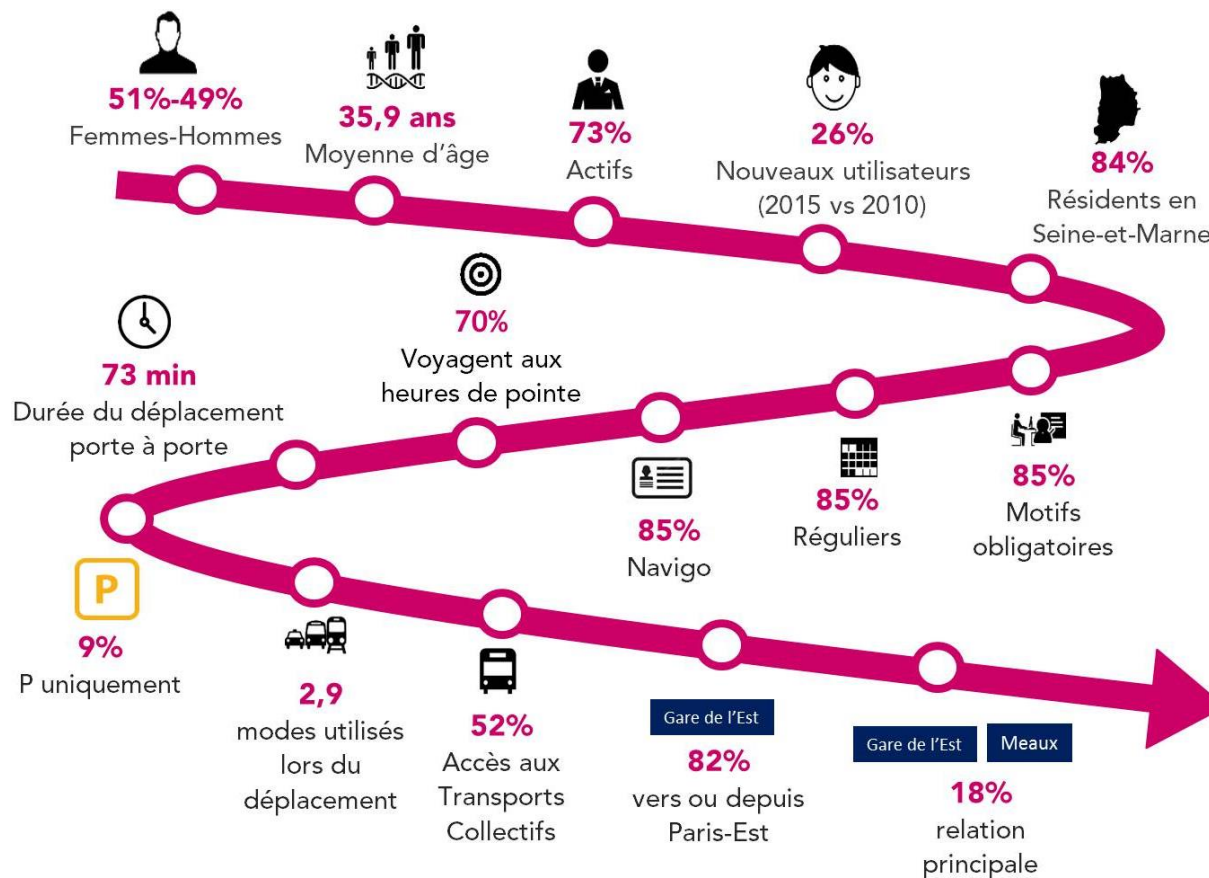 51%-49%
Femmes-Hommes
35,9 ans
Moyenne d'âge
73%
Actifs
26%
Nouveaux utilisateurs
(2015 vs 2010)
84%
Résidents en
Seine-et-Marne
85%
Motifs
obligatoires
85%
Réguliers
85%
Navigo
70%
Voyagent aux
heures de pointe
73 min
Durée du déplacement
porte à porte
P
9%
P uniquement
2,9
modes utilisés
lors du
déplacement
52%
Accès aux
Transports
Collectifs
Gare de l'Est
82%
vers ou depuis
Paris-Est
Gare de l'Est
Meaux
18%
relation
principale